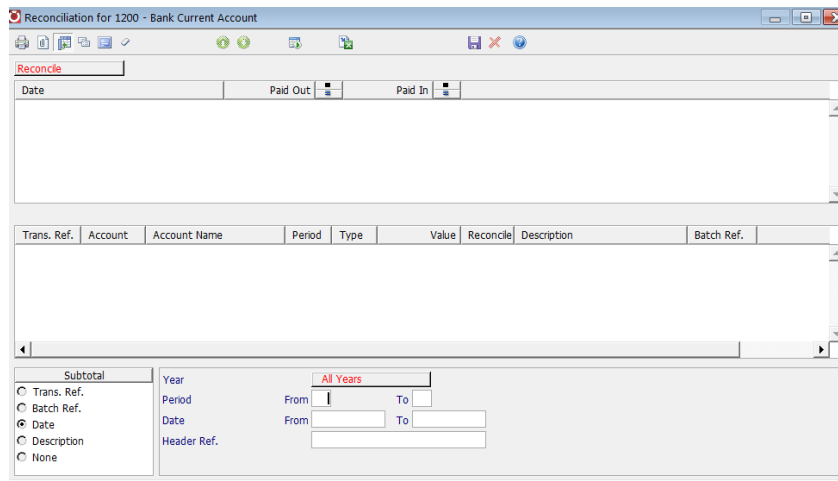 Reconciliation for 1200 - Bank Current Account
Reconcile
Date Paid Out Paid In
Trans. Ref. Account Account Name Period Type Value Reconcile Description Batch Ref.
Subtotal
Trans. Ref.
Batch Ref.
Date
Description
None
Year All Years
Period From To
Date From To
Header Ref.